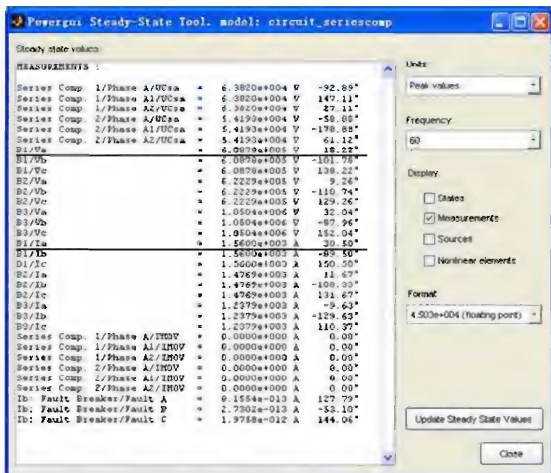 Powergui Steady-State Tool. model: circuit_seriescomp
Steady state values:
MEASUREMENTS :
Series Comp. 1/Phase A/UCsa = 6.3820e+004 V -92.89°
Series Comp. 1/Phase A1/UCsa = 6.3820e+004 V 147.11°
Series Comp. 1/Phase A2/UCsa = 6.3820e+004 V 27.11°
Series Comp. 2/Phase A/UCsa = 5.4193e+004 V -58.88°
Series Comp. 2/Phase A1/UCsa = 5.4193e+004 V -178.88°
Series Comp. 2/Phase A2/UCsa = 5.4193e+004 V 61.12°
B1/Va = 6.0878e+005 V 18.22°
B1/Vb = 6.0878e+005 V -101.78°
B1/Vc = 6.0878e+005 V 138.22°
B2/Va = 6.2229e+005 V 9.26°
B2/Vb = 6.2229e+005 V -110.74°
B2/Vc = 6.2229e+005 V 129.26°
B3/Va = 1.0504e+006 V 32.04°
B3/Vb = 1.0504e+006 V -87.96°
B3/Vc = 1.0504e+006 V 152.04°
B1/Ia = 1.5600e+003 A 30.50°
B1/Ib = 1.5600e+003 A -89.50°
B1/Ic = 1.5600e+003 A 150.50°
B2/Ia = 1.4769e+003 A 11.67°
B2/Ib = 1.4769e+003 A -108.33°
B2/Ic = 1.4769e+003 A 131.67°
B3/Ia = 1.2379e+003 A -9.63°
B3/Ib = 1.2379e+003 A -129.63°
B3/Ic = 1.2379e+003 A 110.37°
Series Comp. 1/Phase A/IMOV = 0.0000e+000 A 0.00°
Series Comp. 1/Phase A1/IMOV = 0.0000e+000 A 0.00°
Series Comp. 1/Phase A2/IMOV = 0.0000e+000 A 0.00°
Series Comp. 2/Phase A/IMOV = 0.0000e+000 A 0.00°
Series Comp. 2/Phase A1/IMOV = 0.0000e+000 A 0.00°
Series Comp. 2/Phase A2/IMOV = 0.0000e+000 A 0.00°
Ib: Fault Breaker/Fault A = 8.1554e-013 A 127.79°
Ib: Fault Breaker/Fault B = 2.7302e-013 A -53.10°
Ib: Fault Breaker/Fault C = 1.9758e-012 A 144.06°
Units:
Peak values
Frequency:
60
Display:
States
Measurements
Sources
Nonlinear elements
Format:
4.503e+004 (floating point)
Update Steady State Values
Close